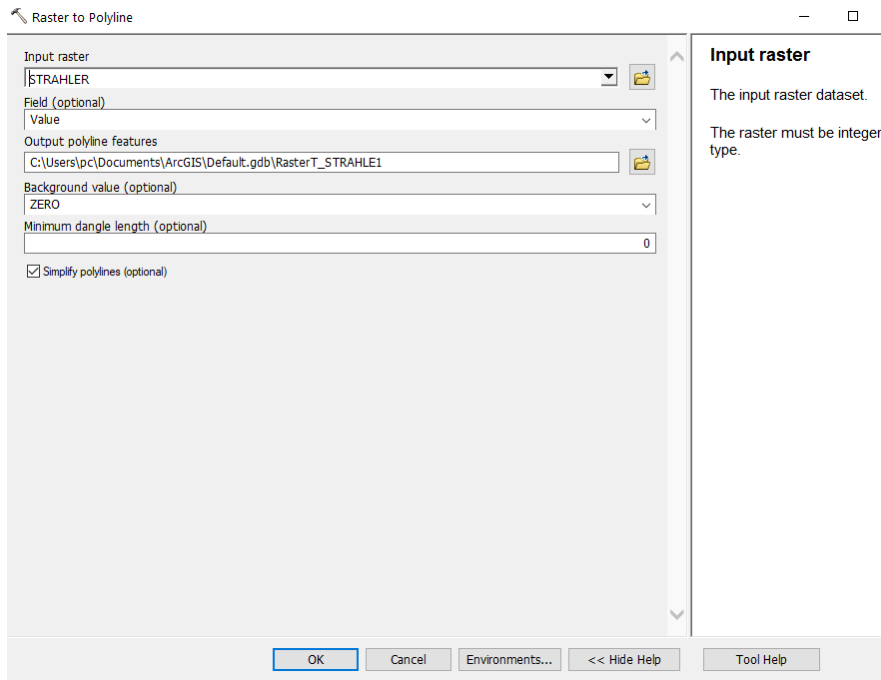 Raster to Polyline
Input raster
STRAHLER
Field (optional)
Value
Output polyline features
C:\Users\pc\Documents\ArcGIS\Default.gdb\RasterT_STRAHLE1
Background value (optional)
ZERO
Minimum dangle length (optional)
0
Simplify polylines (optional)
Input raster
The input raster dataset.
The raster must be integer
type.
OK
Cancel
Environments...
<< Hide Help
Tool Help